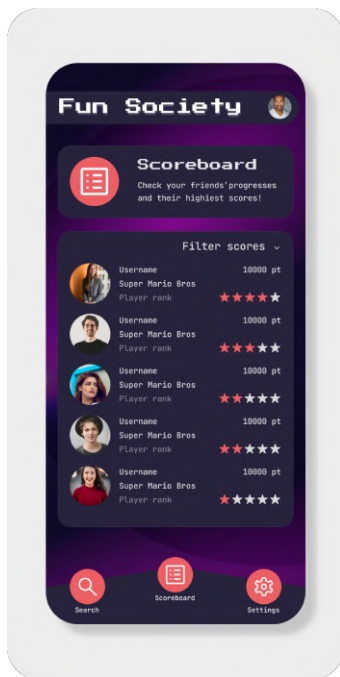 Fun Society
Scoreboard
Check your friends'progresses
and their highiest scores!
Filter scores
Username 10000 pt
Super Mario Bros
Player rank
Username 10000 pt
Super Mario Bros
Player rank
Username 10000 pt
Super Mario Bros
Player rank
Username 10000 pt
Super Mario Bros
Player rank
Username 10000 pt
Super Mario Bros
Player rank
Scoreboard
Search
Settings